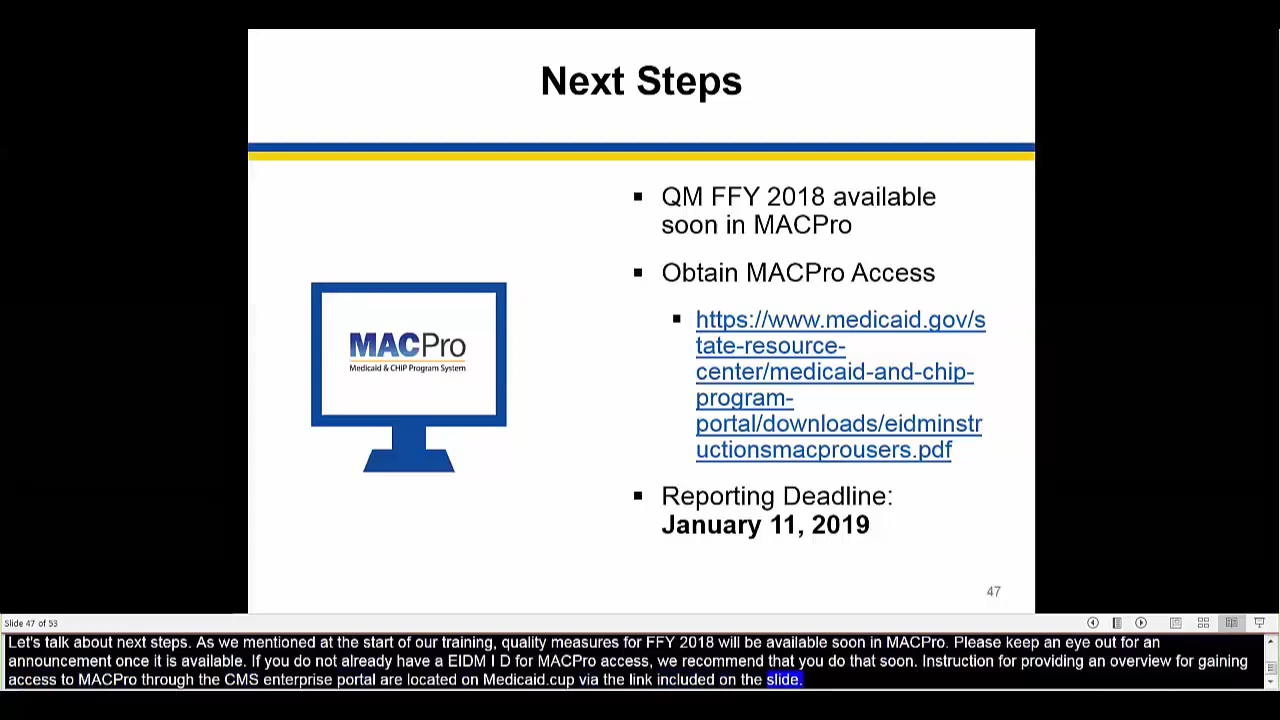 Next Steps
▪ QM FFY 2018 available
soon in MACPro
▪ Obtain MACPro Access
▪ https://www.medicaid.gov/s
tate-resource-
center/medicaid-and-chip-
program-
portal/downloads/eidminstr
uctionsmacprousers.pdf
▪ Reporting Deadline:
January 11, 2019
MACPro
Medicaid & CHIP Program System
47
Slide 47 of 53
Let's talk about next steps. As we mentioned at the start of our training, quality measures for FFY 2018 will be available soon in MACPro. Please keep an eye out for an
announcement once it is available. If you do not already have a EIDM I D for MACPro access, we recommend that you do that soon. Instruction for providing an overview for gaining
access to MACPro through the CMS enterprise portal are located on Medicaid.cup via the link included on the slide.